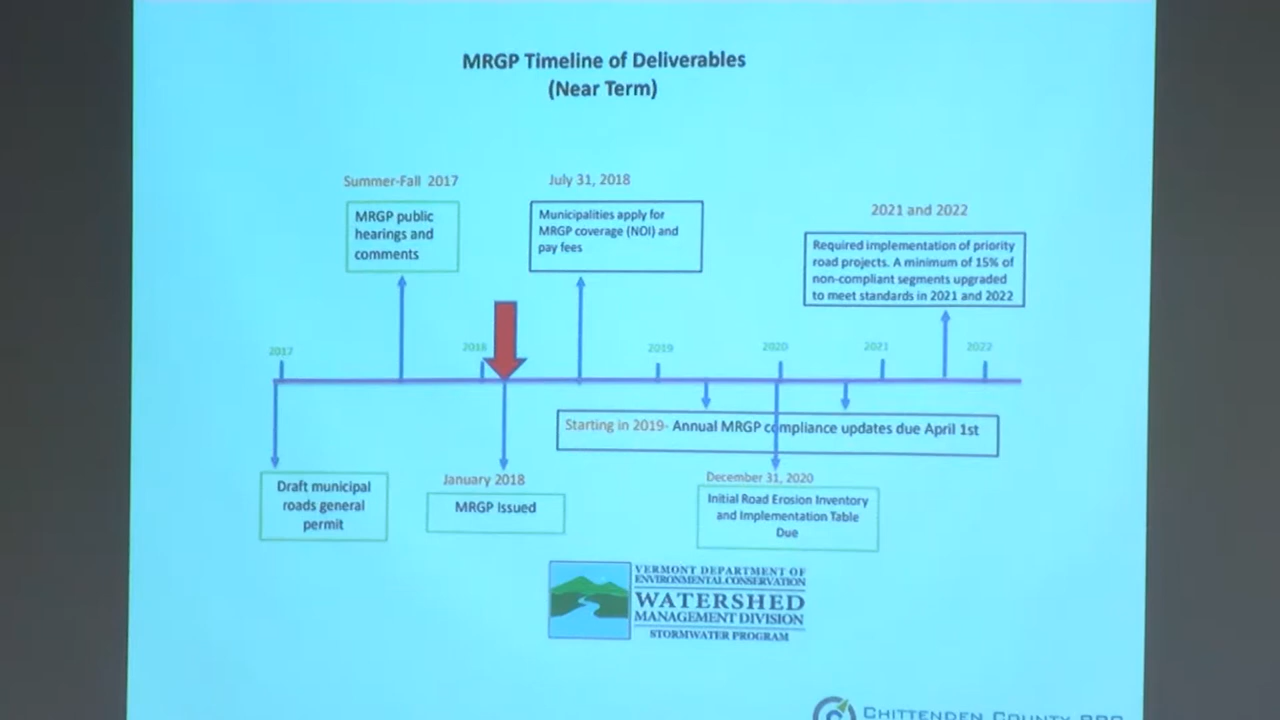 MRGP Timeline of Deliverables
(Near Term)
Summer-Fall 2017
MRGP public
hearings and
comments
July 31, 2018
Municipalities apply for
MRGP coverage (NOI) and
pay fees
2021 and 2022
Required implementation of priority
road projects. A minimum of 15% of
non-compliant segments upgraded
to meet standards in 2021 and 2022
2017
2018
2019
2020
2021
2022
Starting in 2019- Annual MRGP compliance updates due April 1st
Draft municipal
roads general
permit
January 2018
MRGP Issued
December 31, 2020
Initial Road Erosion Inventory
and Implementation Table
Due
VERMONT DEPARTMENT OF
ENVIRONMENTAL CONSERVATION
WATERSHED
MANAGEMENT DIVISION
STORMWATER PROGRAM
CHITTENDEN COUNTY RPC